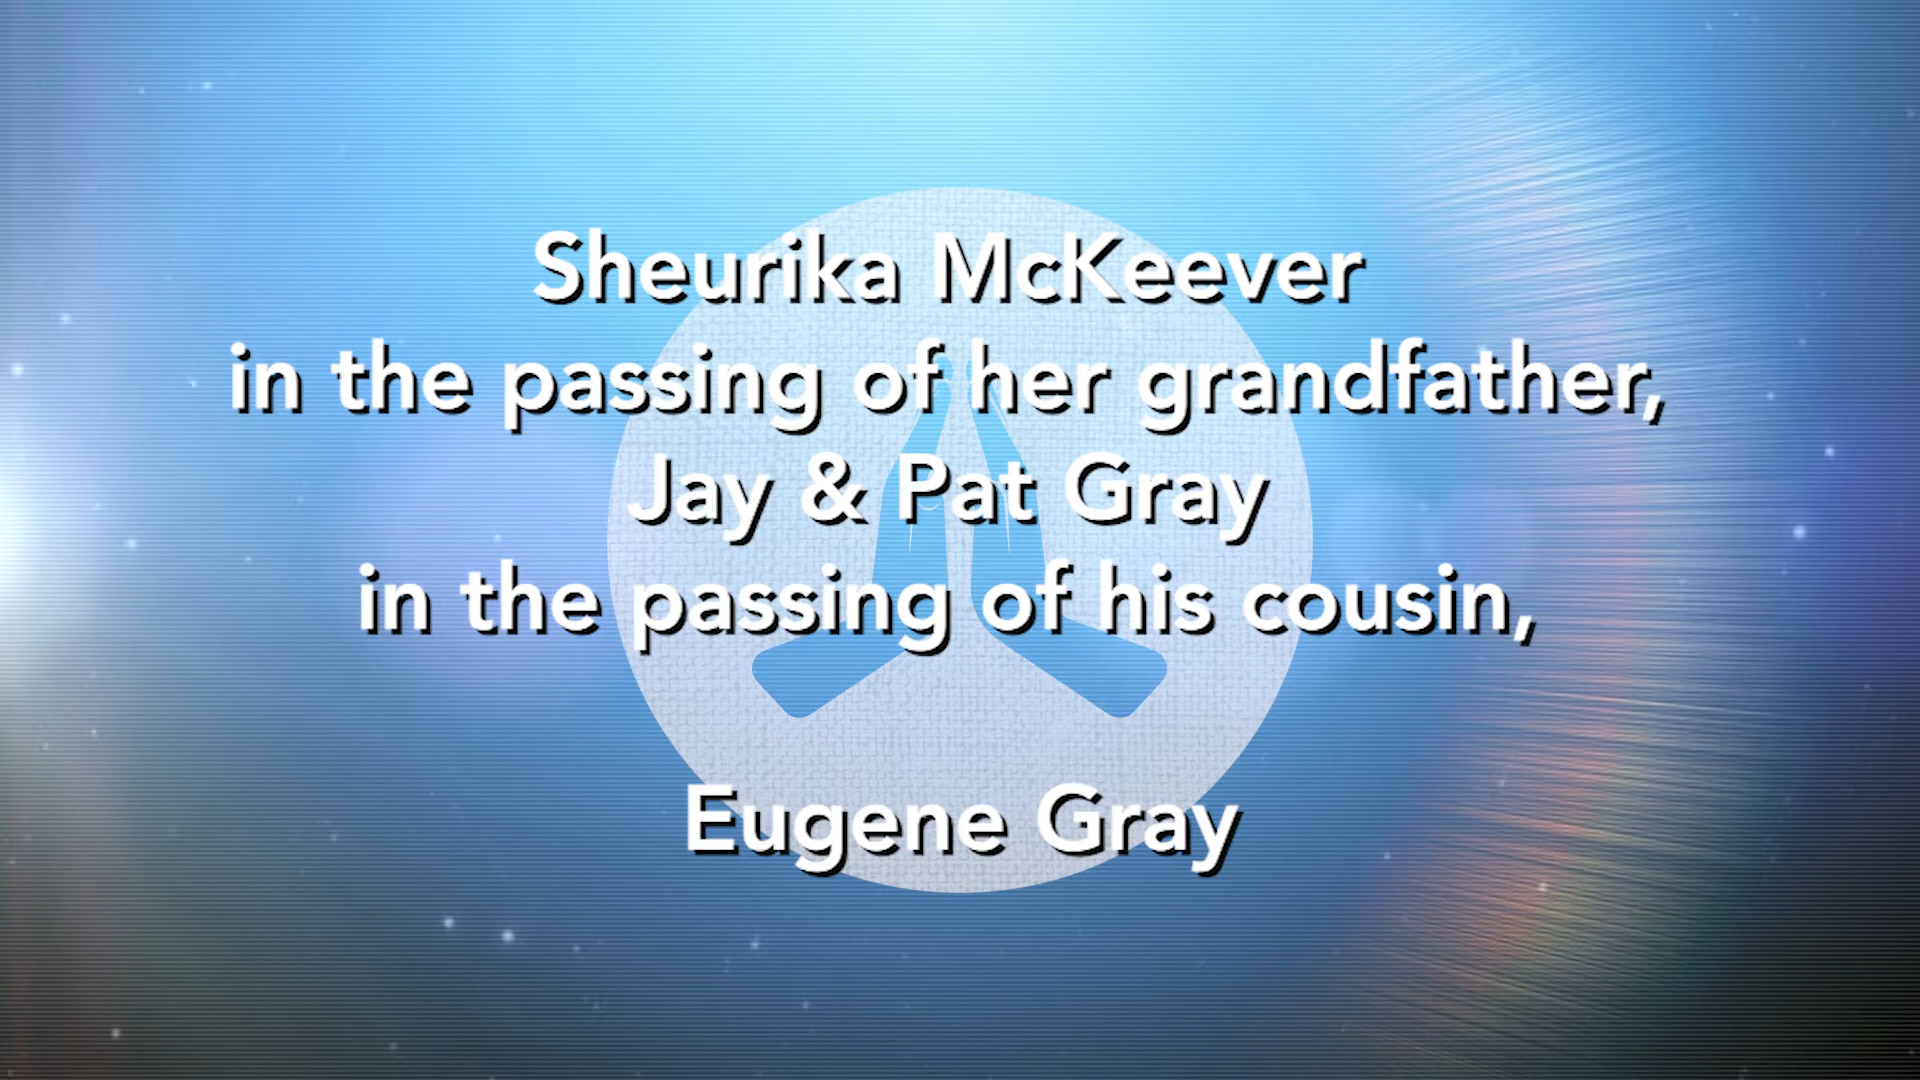 Sheurika McKeever
in the passing of her grandfather,
Jay & Pat Gray
in the passing of his cousin,
Eugene Gray